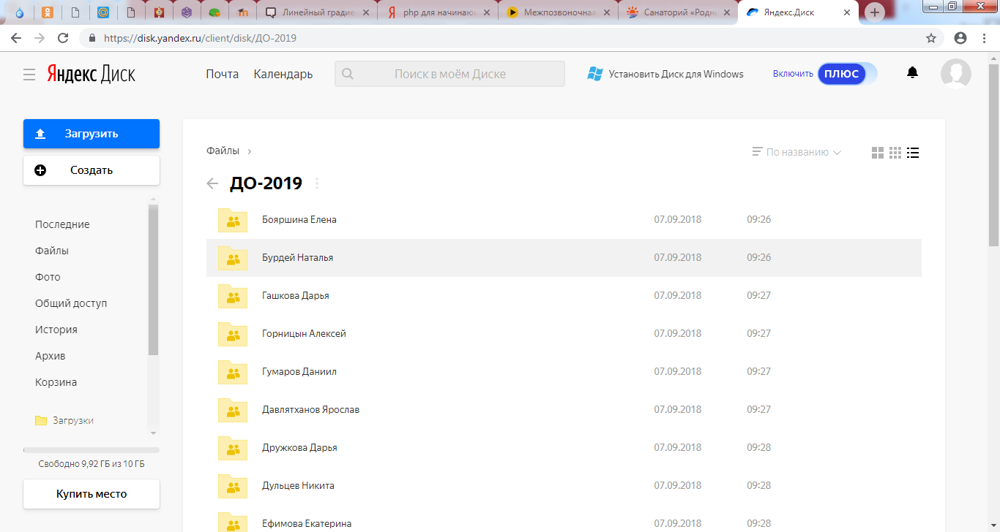 Линейный градие
php для начинаю
Межпозвоночная
Санаторий «Родн
Яндекс.Диск
https://disk.yandex.ru/client/disk/ДО-2019
Яндекс Диск
Почта
Календарь
Поиск в моём Диске
Установить Диск для Windows
Включить
ПЛЮС
Загрузить
Создать
Последние
Файлы
Фото
Общий доступ
История
Архив
Корзина
Загрузки
Свободно 9,92 ГБ из 10 ГБ
Купить место
Файлы
По названию
ДО-2019
Бояршина Елена 07.09.2018 09:26
Бурдей Наталья 07.09.2018 09:26
Гашкова Дарья 07.09.2018 09:27
Горницын Алексей 07.09.2018 09:27
Гумаров Даниил 07.09.2018 09:27
Давлятханов Ярослав 07.09.2018 09:27
Дружкова Дарья 07.09.2018 09:28
Дульцев Никита 07.09.2018 09:28
Ефимова Екатерина 07.09.2018 09:28